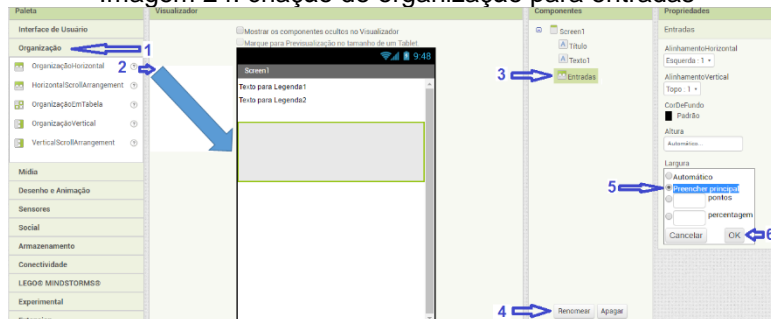 Imagem 24: criação de organização para entradas
Paleta
Interface de Usuário
Organização
1
OrganizaçãoHorizontal
2
HorizontalScrollArrangement
OrganizaçãoEmTabela
OrganizaçãoVertical
VerticalScrollArrangement
Mídia
Desenho e Animação
Sensores
Social
Armazenamento
Conectividade
LEGO® MINDSTORMS®
Experimental
Visualizador
Mostrar os componentes ocultos no Visualizador
Marque para Previsualização no tamanho de um Tablet
9:48
Screen1
Texto para Legenda1
Texto para Legenda2
Componentes
Screen1
Título
Texto1
3
Entradas
4
Renomear Apagar
Propriedades
Entradas
AlinhamentoHorizontal
Esquerda : 1
AlinhamentoVertical
Topo : 1
CorDeFundo
Padrão
Altura
Automático...
Largura
Automático
5
Preencher principal
pontos
percentagem
Cancelar OK
6